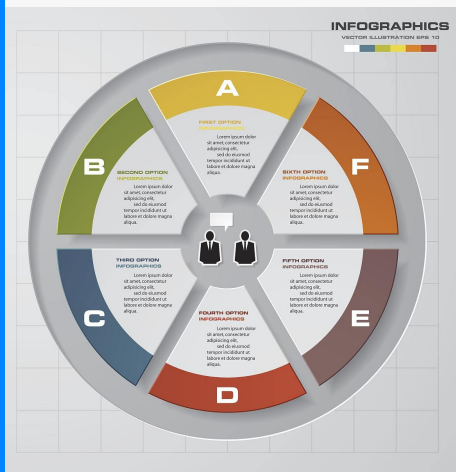 INFOGRAPHICS
VECTOR ILLUSTRATION EPS 10
A
FIRST OPTION
INFOGRAPHICS
Lorem ipsum dolor
sit amet, consectetur
adipisicing elit,
sed do eiusmod
tempor incididunt ut
labore et dolore magna
aliqua.
B
SECOND OPTION
INFOGRAPHICS
Lorem ipsum dolor
sit amet, consectetur
adipisicing elit,
sed do eiusmod
tempor incididunt ut
labore et dolore magna
aliqua.
C
THIRD OPTION
INFOGRAPHICS
Lorem ipsum dolor
sit amet, consectetur
adipisicing elit,
sed do eiusmod
tempor incididunt ut
labore et dolore magna
aliqua.
D
FOURTH OPTION
INFOGRAPHICS
Lorem ipsum dolor
sit amet, consectetur
adipisicing elit,
sed do eiusmod
tempor incididunt ut
labore et dolore magna
aliqua.
E
FIFTH OPTION
INFOGRAPHICS
Lorem ipsum dolor
sit amet, consectetur
adipisicing elit,
sed do eiusmod
tempor incididunt ut
labore et dolore magna
aliqua.
F
SIXTH OPTION
INFOGRAPHICS
Lorem ipsum dolor
sit amet, consectetur
adipisicing elit,
sed do eiusmod
tempor incididunt ut
labore et dolore magna
aliqua.